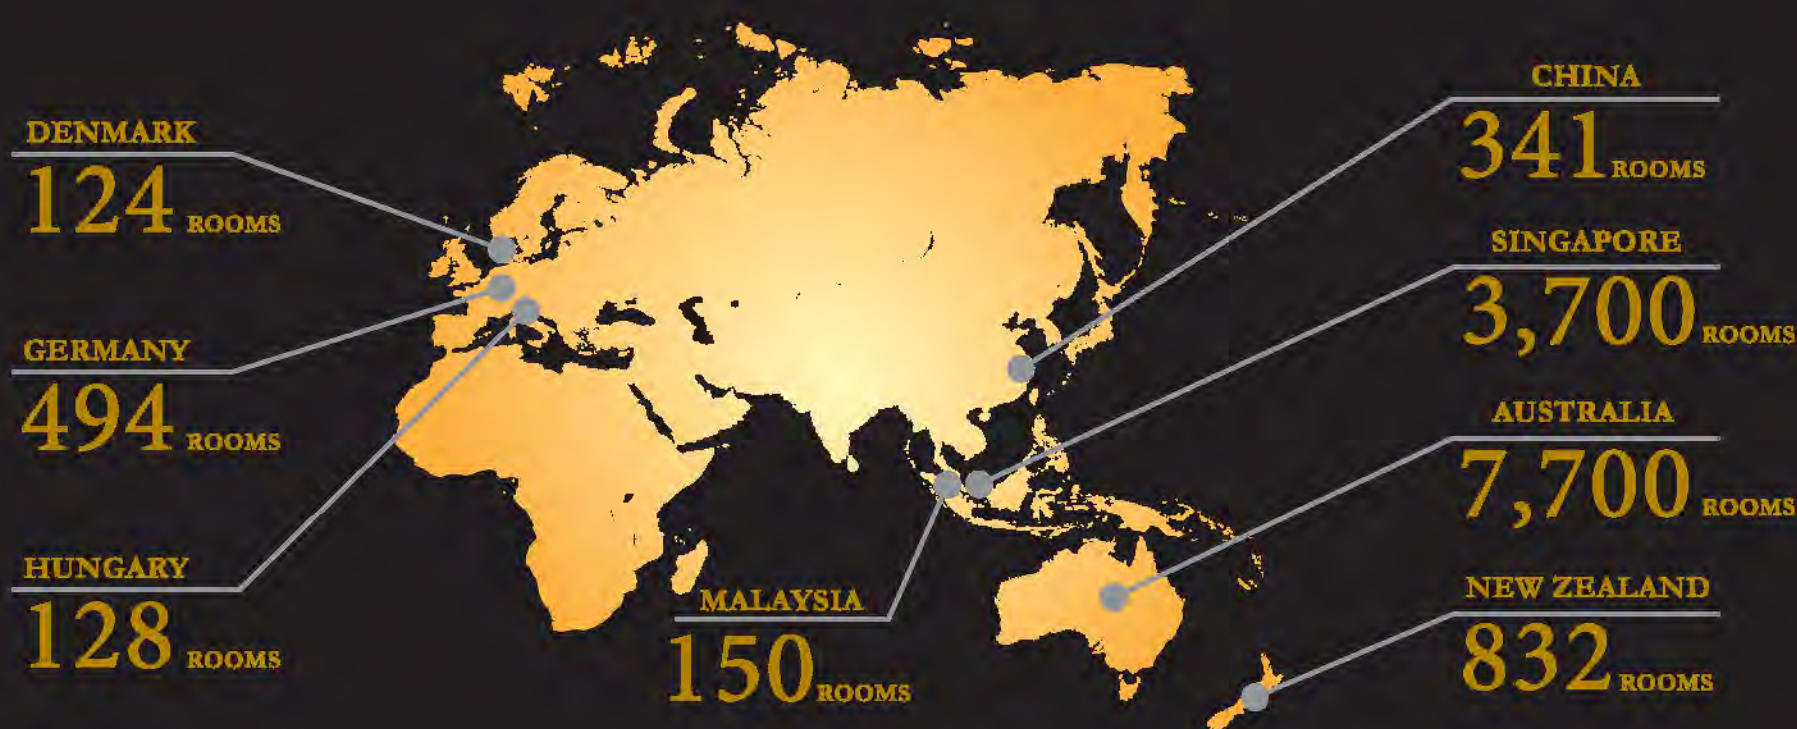 DENMARK
124 ROOMS
GERMANY
494 ROOMS
HUNGARY
128 ROOMS
MALAYSIA
150 ROOMS
CHINA
341 ROOMS
SINGAPORE
3,700 ROOMS
AUSTRALIA
7,700 ROOMS
NEW ZEALAND
832 ROOMS